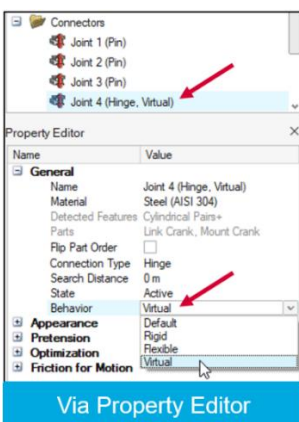 Connectors
Joint 1 (Pin)
Joint 2 (Pin)
Joint 3 (Pin)
Joint 4 (Hinge, Virtual)
Property Editor
Name Value
General
Name Joint 4 (Hinge, Virtual)
Material Steel (AISI 304)
Detected Features Cylindrical Pairs+
Parts Link Crank, Mount Crank
Flip Part Order
Connection Type Hinge
Search Distance 0 m
State Active
Behavior Virtual
Appearance Default
Pretension Rigid
Optimization Flexible
Friction for Motion Virtual
Via Property Editor